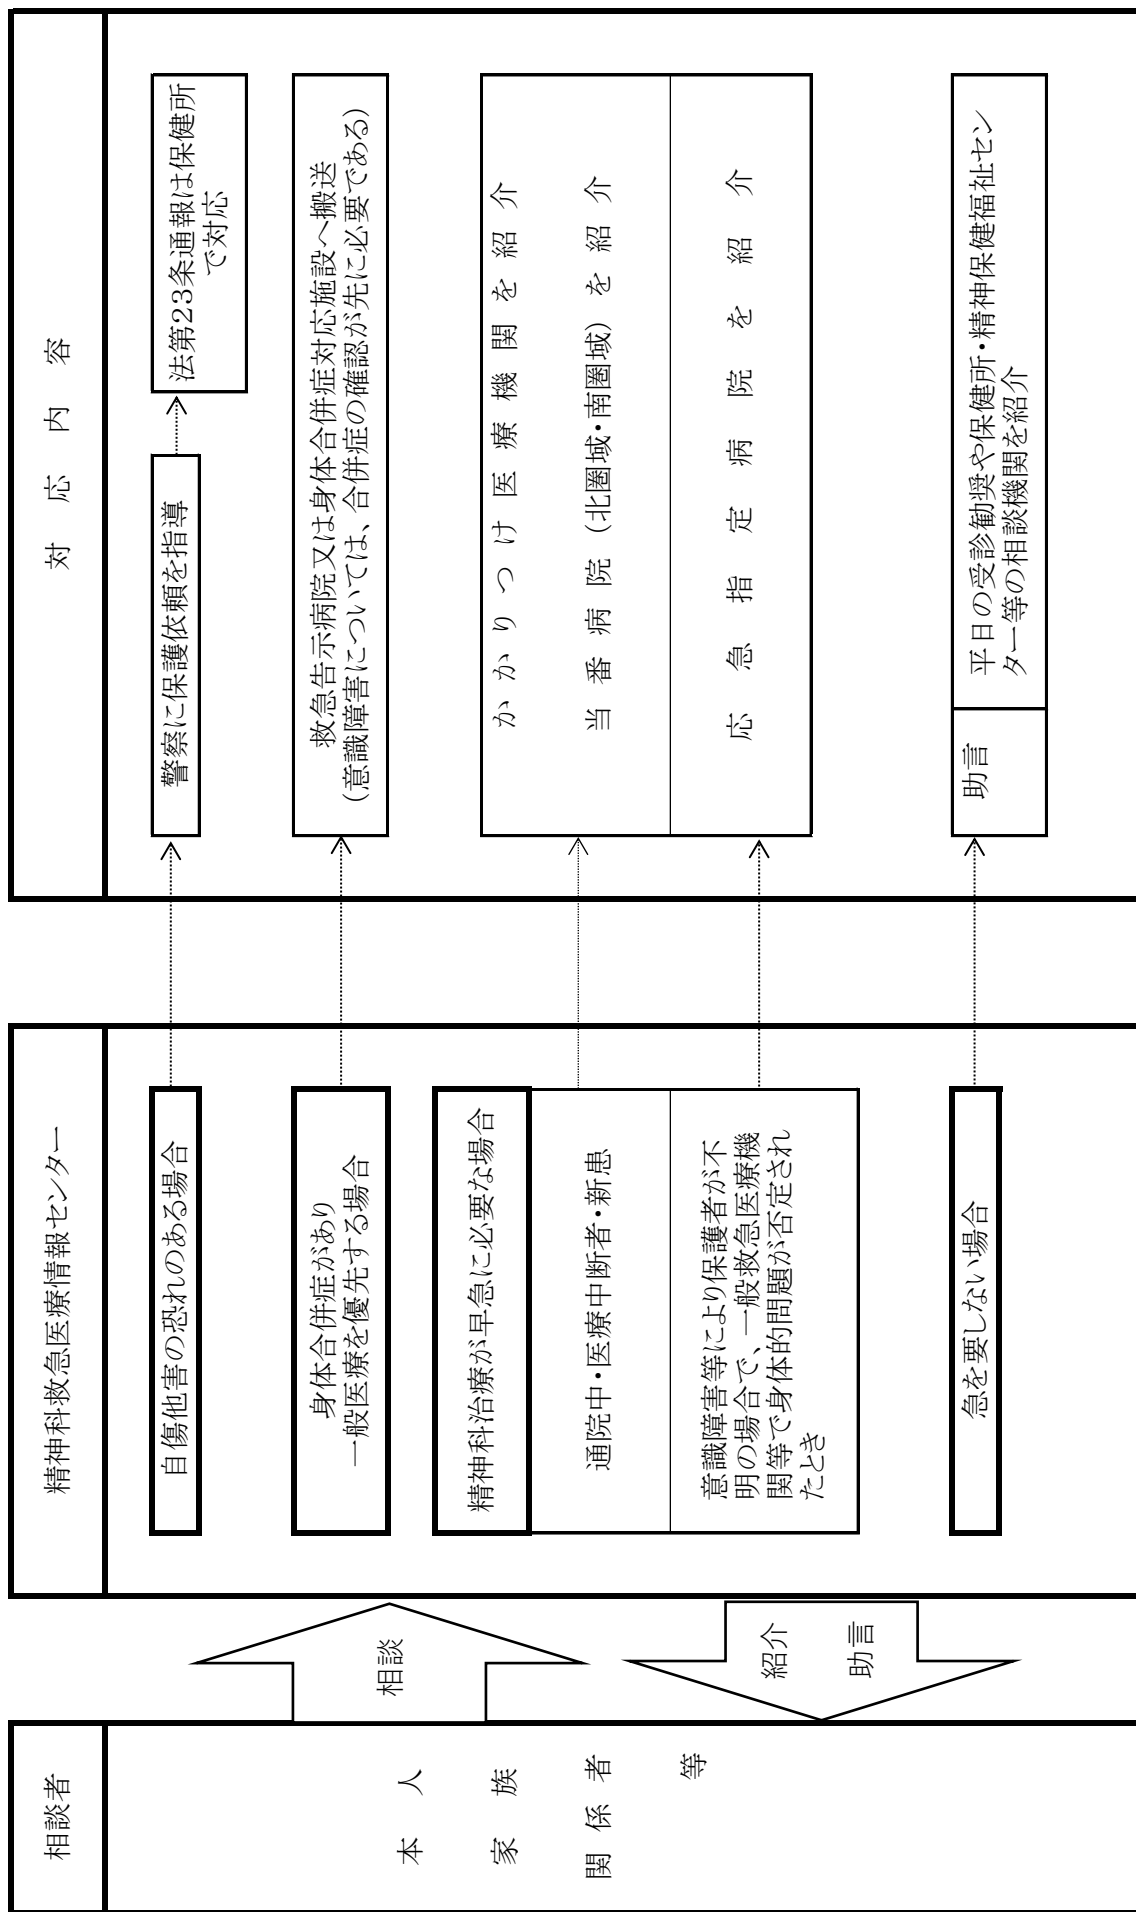 相談者
本人
家族
関係者
等
相談
紹介
助言
精神科救急医療情報センター
自傷他害の恐れのある場合
身体合併症があり
一般医療を優先する場合
精神科治療が早急に必要な場合
通院中・医療中断者・新患
意識障害等により保護者が不
明の場合で、一般救急医療機
関等で身体的問題が否定され
たとき
急を要しない場合
対応内容
警察に保護依頼を指導
法第23条通報は保健所
で対応
救急告示病院又は身体合併症対応施設へ搬送
(意識障害については、合併症の確認が先に必要である)
かかりつけ医療機関を紹介
当番病院(北圏域・南圏域)を紹介
応急指定病院を紹介
助言
平日の受診勧奨や保健所・精神保健福祉セン
ター等の相談機関を紹介